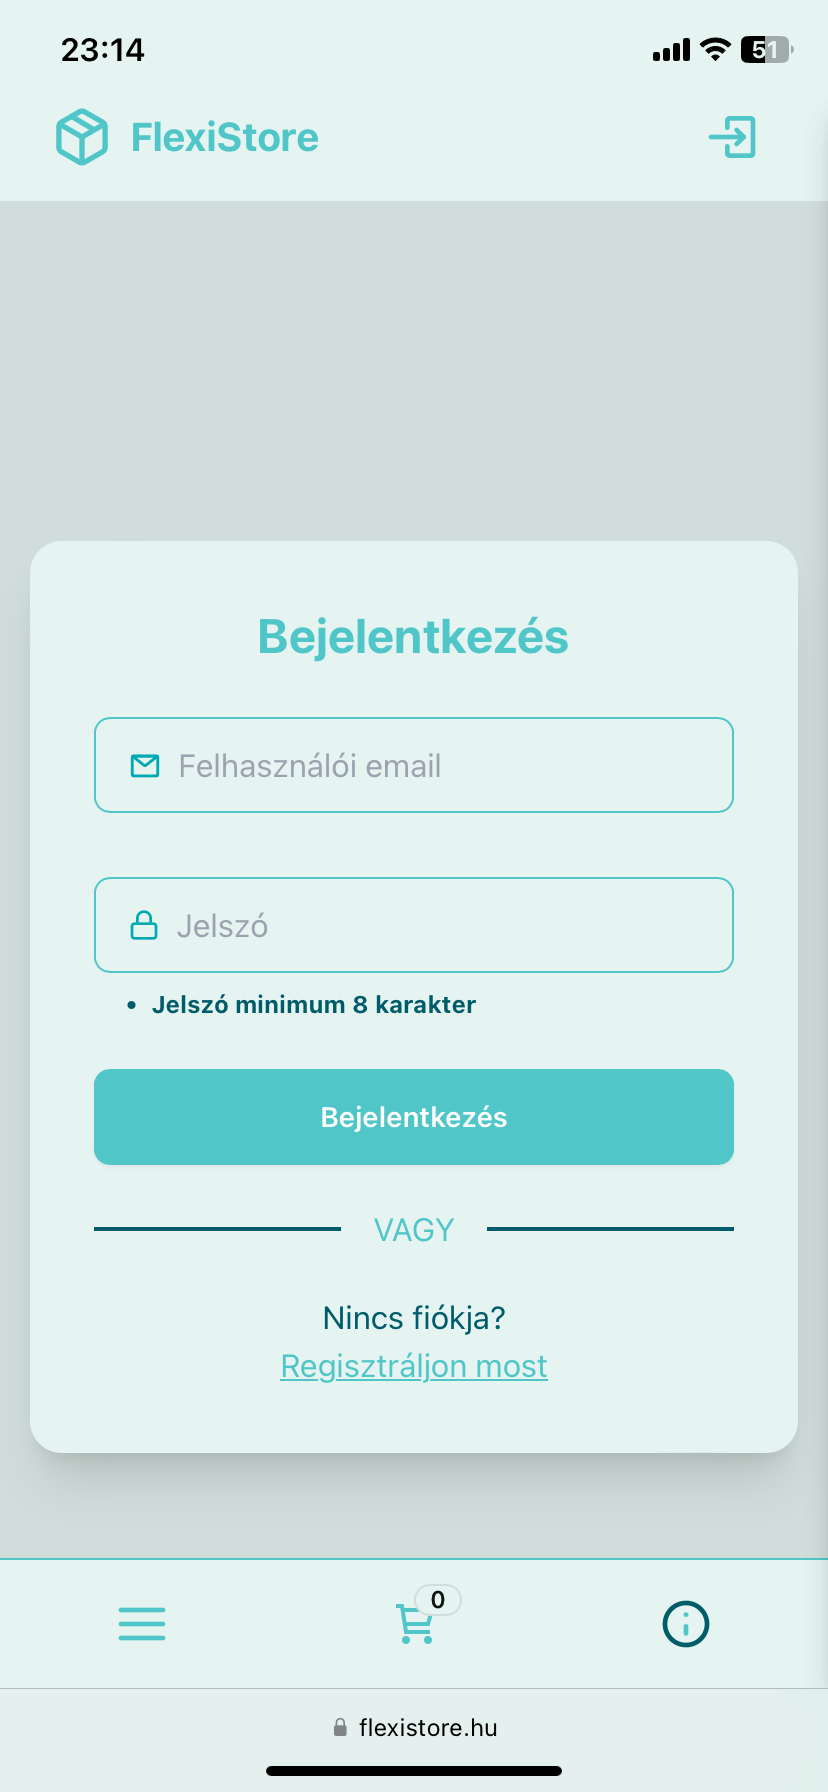 23:14
51
FlexiStore
Bejelentkezés
Felhasználói email
Jelszó
• Jelszó minimum 8 karakter
Bejelentkezés
VAGY
Nincs fiókja?
Regisztráljon most
0
flexistore.hu